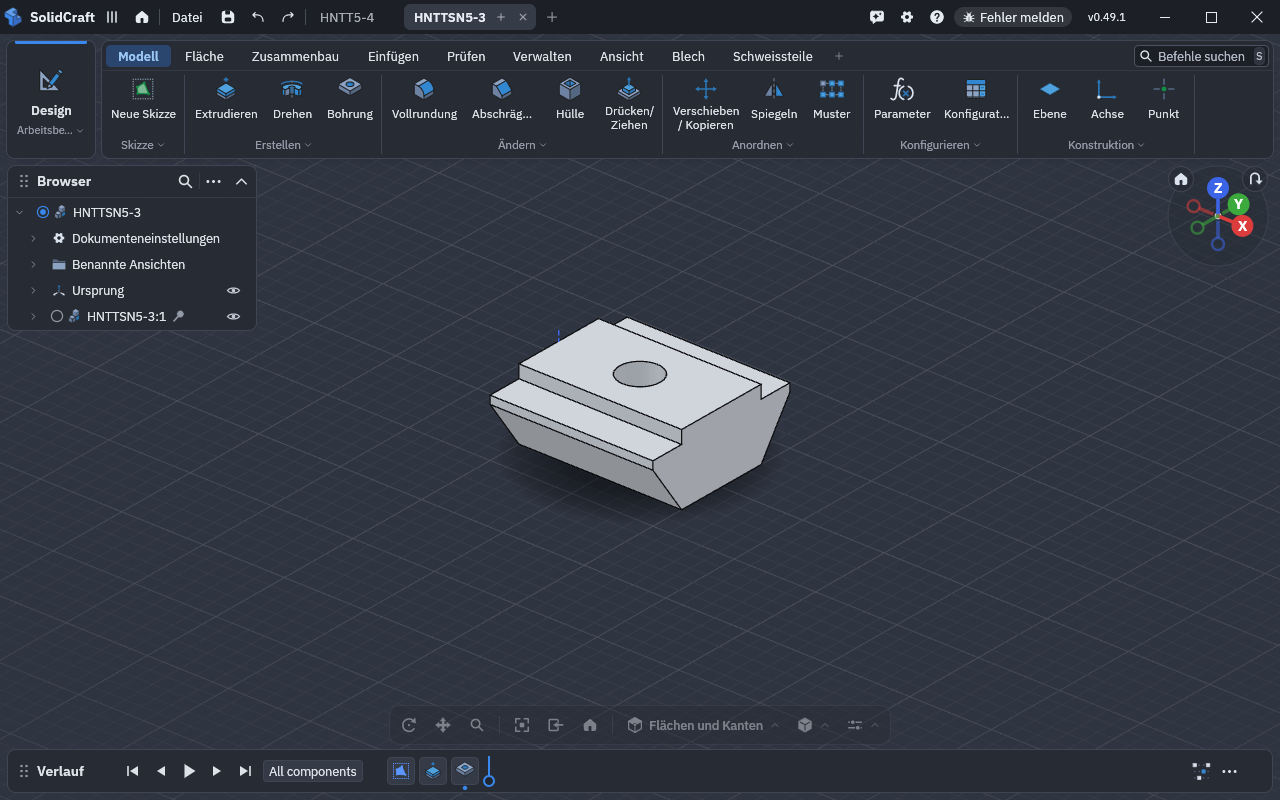 SolidCraft
Datei
HNTT5-4
HNTTSN5-3
Fehler melden
v0.49.1
Design
Arbeitsbe...
Modell
Fläche
Zusammenbau
Einfügen
Prüfen
Verwalten
Ansicht
Blech
Schweissteile
Befehle suchen
S
Neue Skizze
Extrudieren
Drehen
Bohrung
Vollrundung
Abschräg...
Hülle
Drücken/
Ziehen
Verschieben
/ Kopieren
Spiegeln
Muster
Parameter
Konfigurat...
Ebene
Achse
Punkt
Skizze
Erstellen
Ändern
Anordnen
Konfigurieren
Konstruktion
Browser
HNTTSN5-3
Dokumenteneinstellungen
Benannte Ansichten
Ursprung
HNTTSN5-3:1
Z
Y
X
Flächen und Kanten
Verlauf
All components